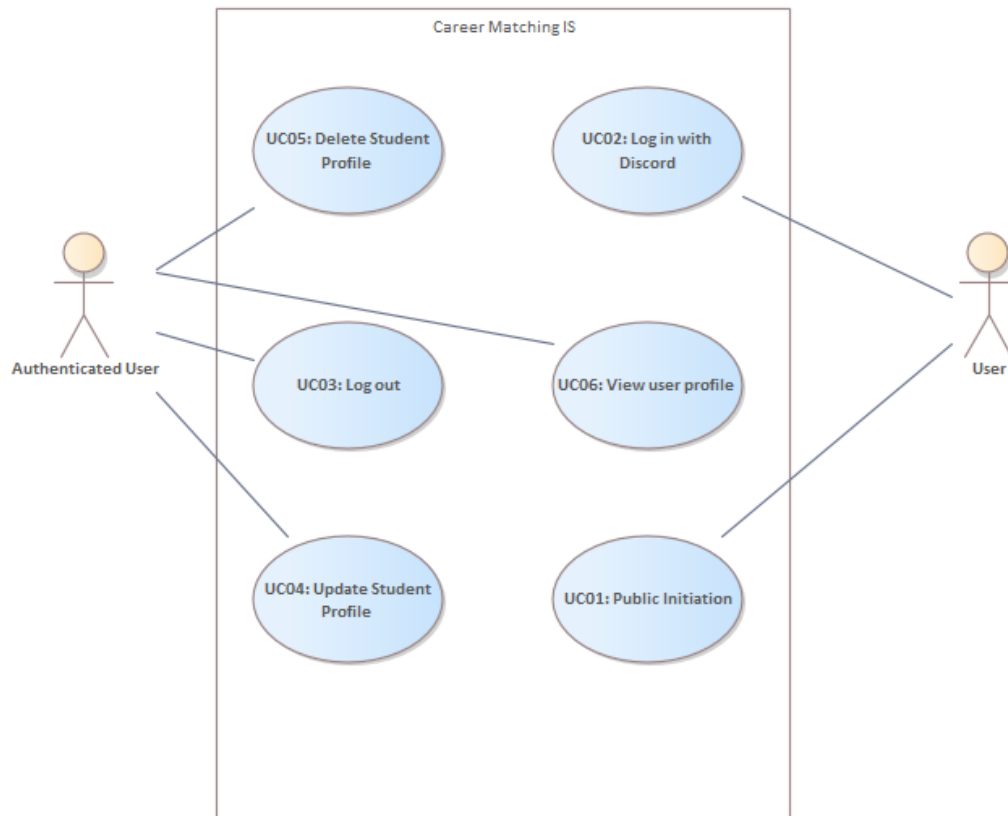 Career Matching IS
UC05: Delete Student
Profile
UC02: Log in with
Discord
Authenticated User
UC03: Log out
UC06: View user profile
User
UC04: Update Student
Profile
UC01: Public Initiation